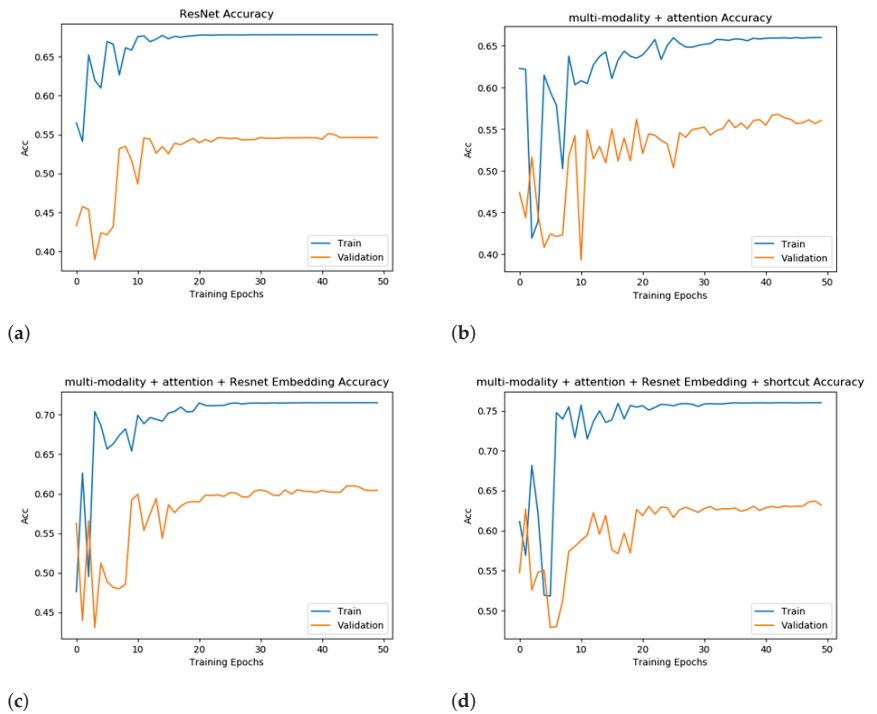 ResNet Accuracy
0.65
0.60
0.55
0.50
0.45
0.40
Acc
0 10 20 30 40 50
Training Epochs
Train
Validation
(a)
multi-modality + attention Accuracy
0.65
0.60
0.55
0.50
0.45
0.40
Acc
0 10 20 30 40 50
Training Epochs
Train
Validation
(b)
multi-modality + attention + Resnet Embedding Accuracy
0.70
0.65
0.60
0.55
0.50
0.45
Acc
0 10 20 30 40 50
Training Epochs
Train
Validation
(c)
multi-modality + attention + Resnet Embedding + shortcut Accuracy
0.75
0.70
0.65
0.60
0.55
0.50
Acc
0 10 20 30 40 50
Training Epochs
Train
Validation
(d)